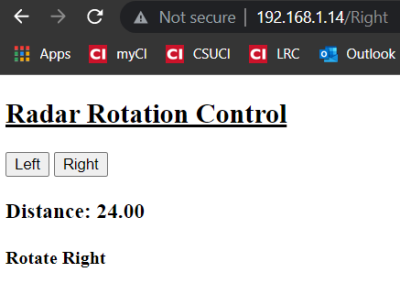 Not secure | 192.168.1.14/Right
Apps CI myCI CI CSUCI CI LRC Outlook
Radar Rotation Control
Left Right
Distance: 24.00
Rotate Right